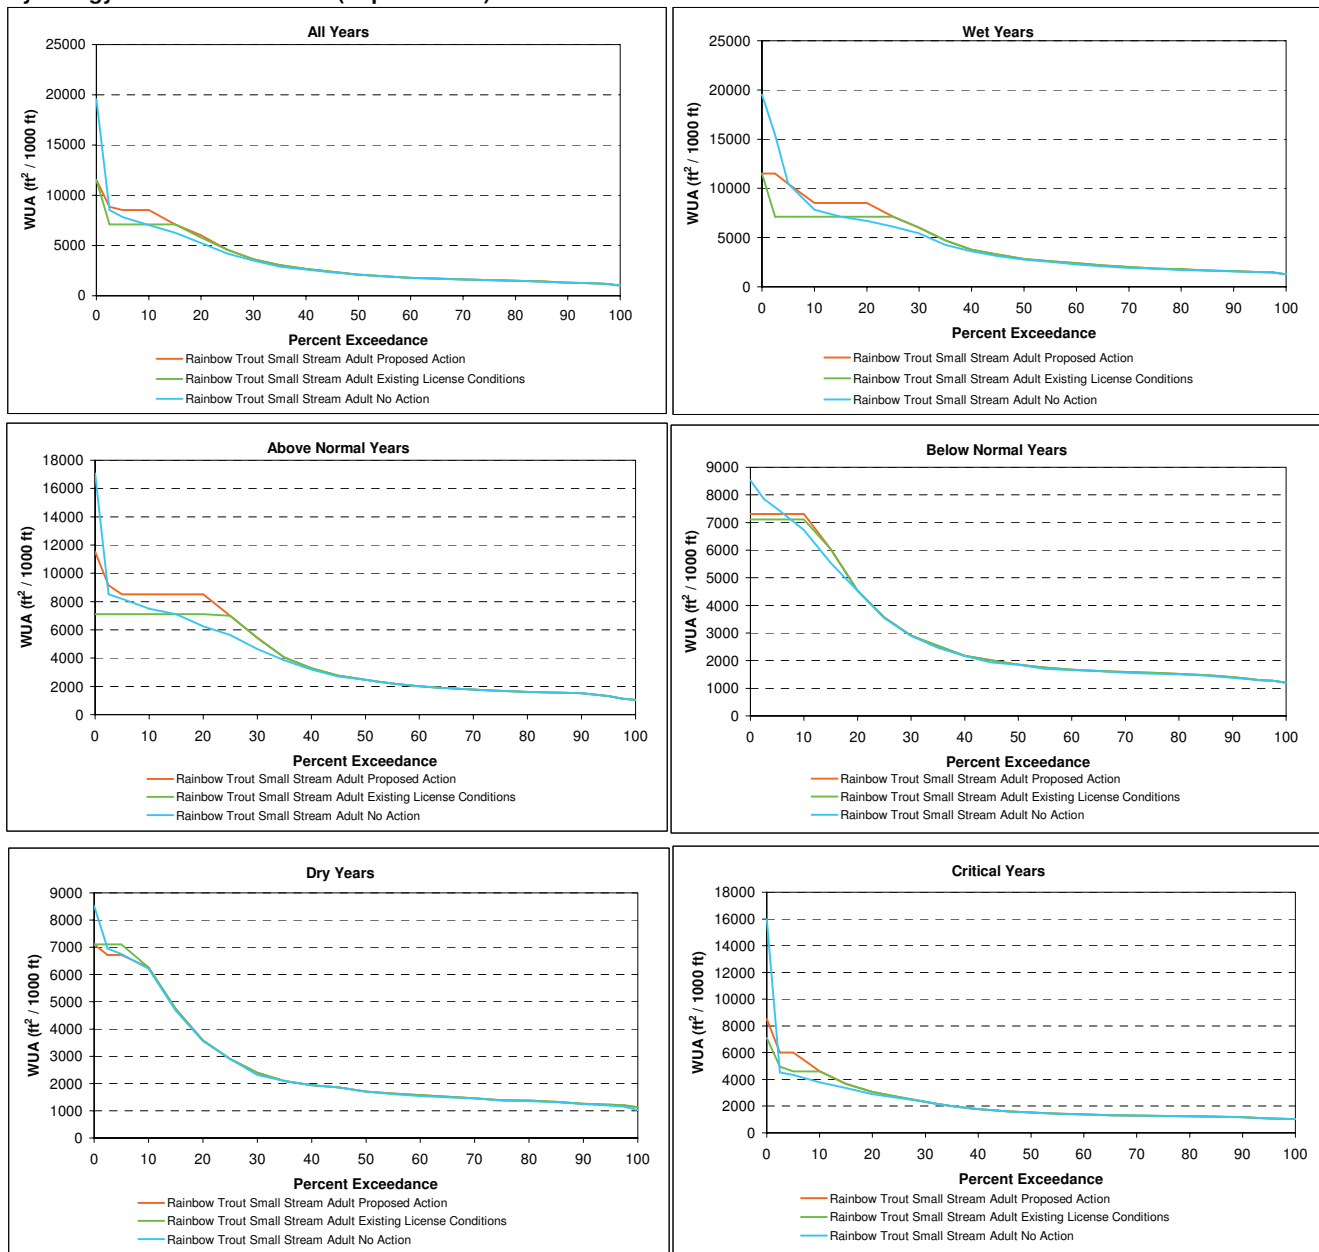 All Years
25000
20000
15000
10000
5000
0
WUA (ft² / 1000 ft)
0 10 20 30 40 50 60 70 80 90 100
Percent Exceedance
Rainbow Trout Small Stream Adult Proposed Action
Rainbow Trout Small Stream Adult Existing License Conditions
Rainbow Trout Small Stream Adult No Action
Wet Years
25000
20000
15000
10000
5000
0
WUA (ft² / 1000 ft)
0 10 20 30 40 50 60 70 80 90 100
Percent Exceedance
Rainbow Trout Small Stream Adult Proposed Action
Rainbow Trout Small Stream Adult Existing License Conditions
Rainbow Trout Small Stream Adult No Action
Above Normal Years
18000
16000
14000
12000
10000
8000
6000
4000
2000
0
WUA (ft² / 1000 ft)
0 10 20 30 40 50 60 70 80 90 100
Percent Exceedance
Rainbow Trout Small Stream Adult Proposed Action
Rainbow Trout Small Stream Adult Existing License Conditions
Rainbow Trout Small Stream Adult No Action
Below Normal Years
9000
8000
7000
6000
5000
4000
3000
2000
1000
0
WUA (ft² / 1000 ft)
0 10 20 30 40 50 60 70 80 90 100
Percent Exceedance
Rainbow Trout Small Stream Adult Proposed Action
Rainbow Trout Small Stream Adult Existing License Conditions
Rainbow Trout Small Stream Adult No Action
Dry Years
9000
8000
7000
6000
5000
4000
3000
2000
1000
0
WUA (ft² / 1000 ft)
0 10 20 30 40 50 60 70 80 90 100
Percent Exceedance
Rainbow Trout Small Stream Adult Proposed Action
Rainbow Trout Small Stream Adult Existing License Conditions
Rainbow Trout Small Stream Adult No Action
Critical Years
18000
16000
14000
12000
10000
8000
6000
4000
2000
0
WUA (ft² / 1000 ft)
0 10 20 30 40 50 60 70 80 90 100
Percent Exceedance
Rainbow Trout Small Stream Adult Proposed Action
Rainbow Trout Small Stream Adult Existing License Conditions
Rainbow Trout Small Stream Adult No Action